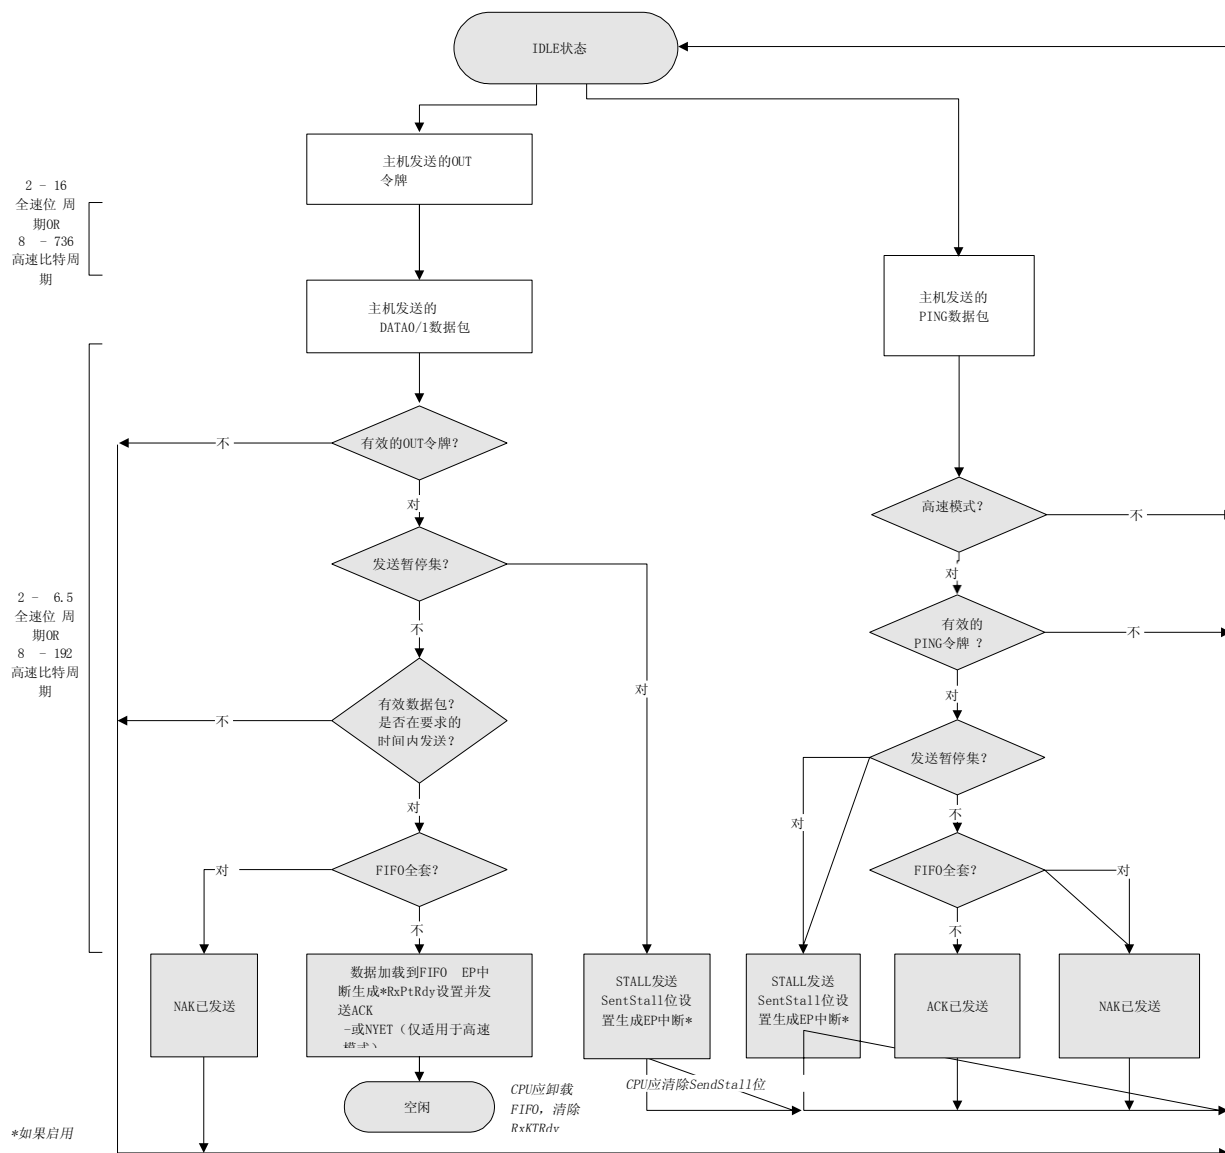 IDLE状态
主机发送的OUT
令牌
2 - 16
全速位 周
期OR
8 - 736
高速比特周
期
主机发送的
DATA0/1数据包
主机发送的
PING数据包
有效的OUT令牌?
不
对
高速模式?
不
对
发送暂停集?
不
对
2 - 6.5
全速位 周
期OR
8 - 192
高速比特周
期
有效的
PING令牌 ?
不
对
有效数据包?
是否在要求的
时间内发送?
不
对
发送暂停集?
对
不
FIFO全套?
对
不
FIFO全套?
对
不
NAK已发送
数据加载到FIFO EP中
断生成*RxPtRdy设置并发
送ACK
-或NYET（仅适用于高速
模式）
STALL发送
SentStall位设
置生成EP中断*
STALL发送
SentStall位设
置生成EP中断*
ACK已发送
NAK已发送
空闲
CPU应卸载
FIFO，清除
RxKTRdy
CPU应清除SendStall位
*如果启用